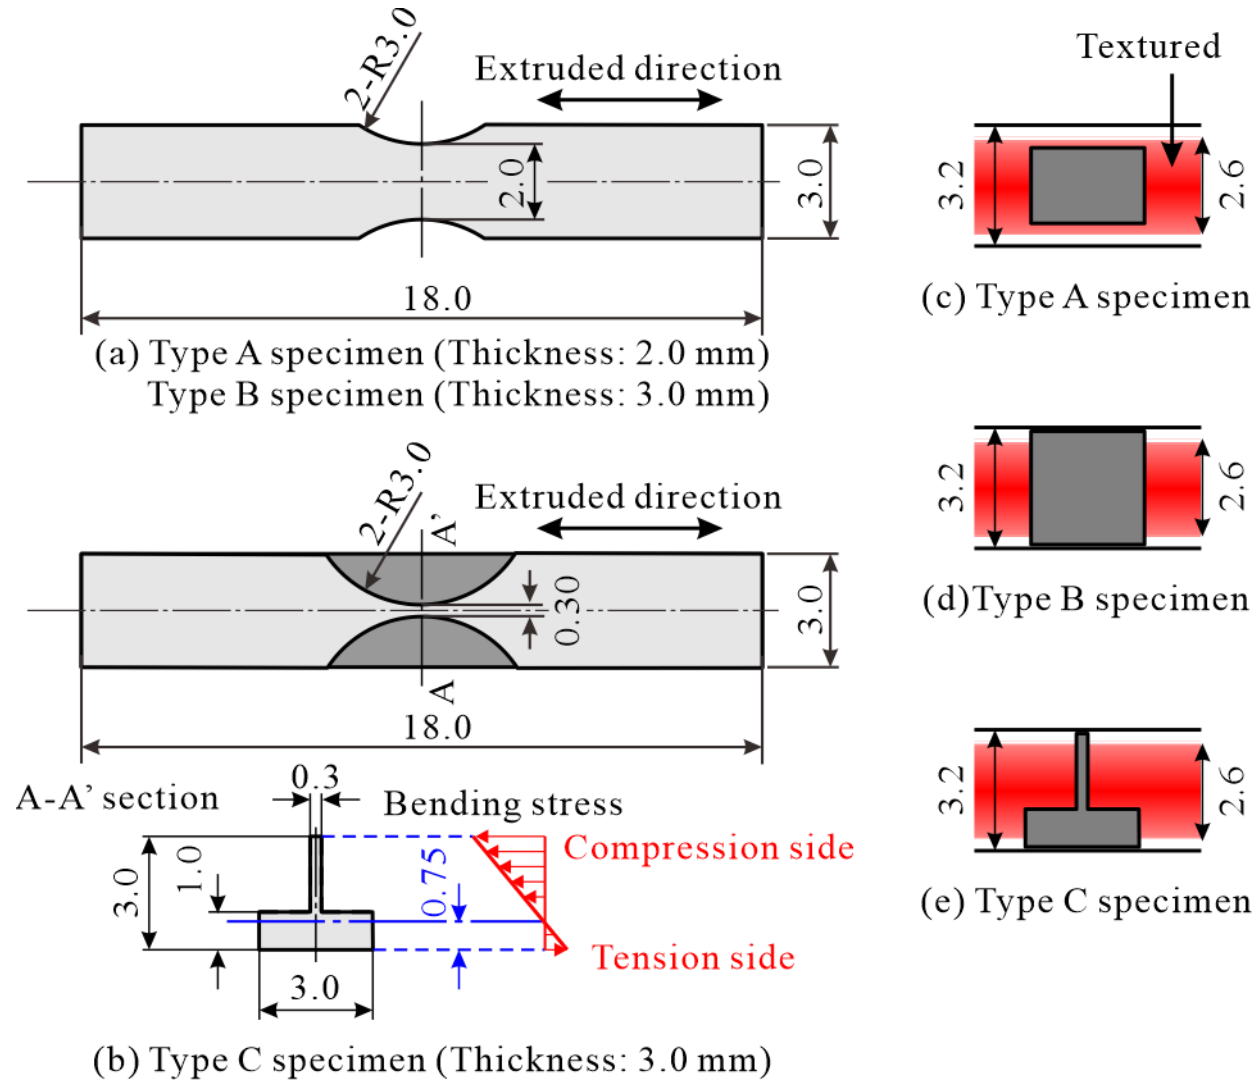 2-R3.0
Extruded direction
2.0
3.0
18.0
(a) Type A specimen (Thickness: 2.0 mm)
Type B specimen (Thickness: 3.0 mm)
2-R3.0
A'
Extruded direction
0.30
3.0
A
18.0
A-A' section
0.3
Bending stress
3.0
1.0
0.75
Compression side
Tension side
3.0
(b) Type C specimen (Thickness: 3.0 mm)
Textured
3.2
2.6
(c) Type A specimen
3.2
2.6
(d)Type B specimen
3.2
2.6
(e) Type C specimen